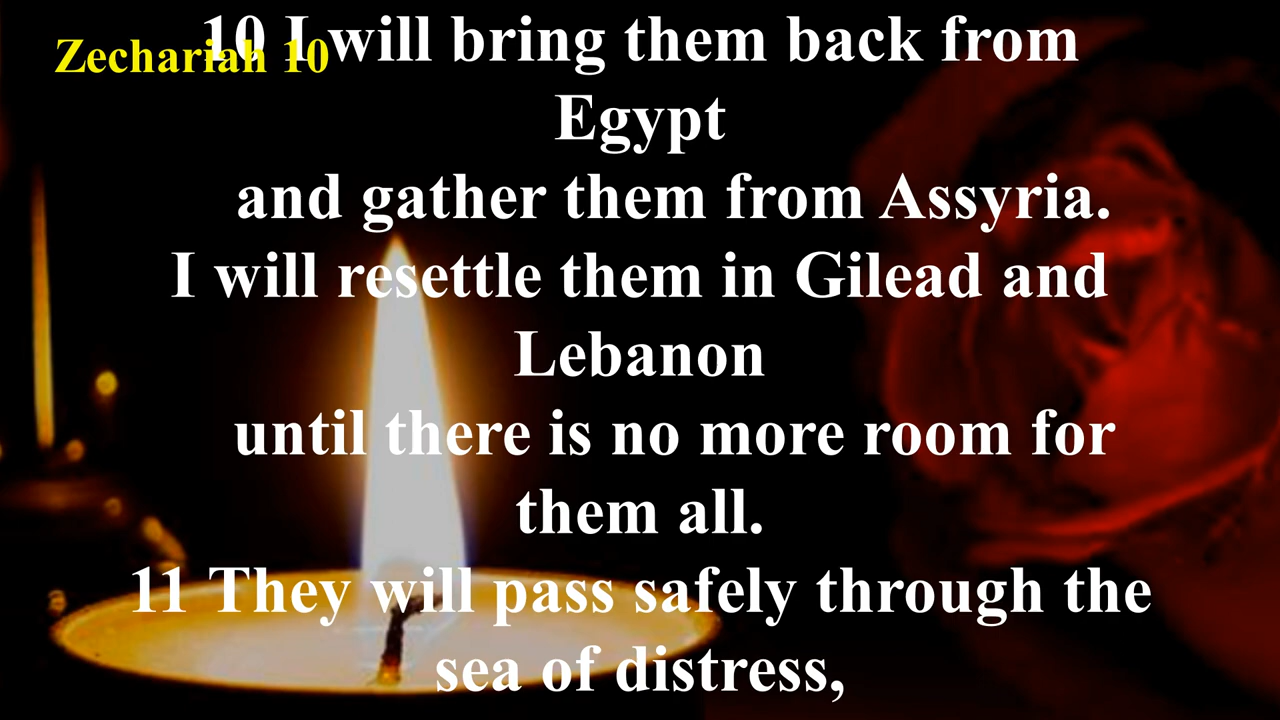 Zechariah 10
10 I will bring them back from
Egypt
and gather them from Assyria.
I will resettle them in Gilead and
Lebanon
until there is no more room for
them all.
11 They will pass safely through the
sea of distress,